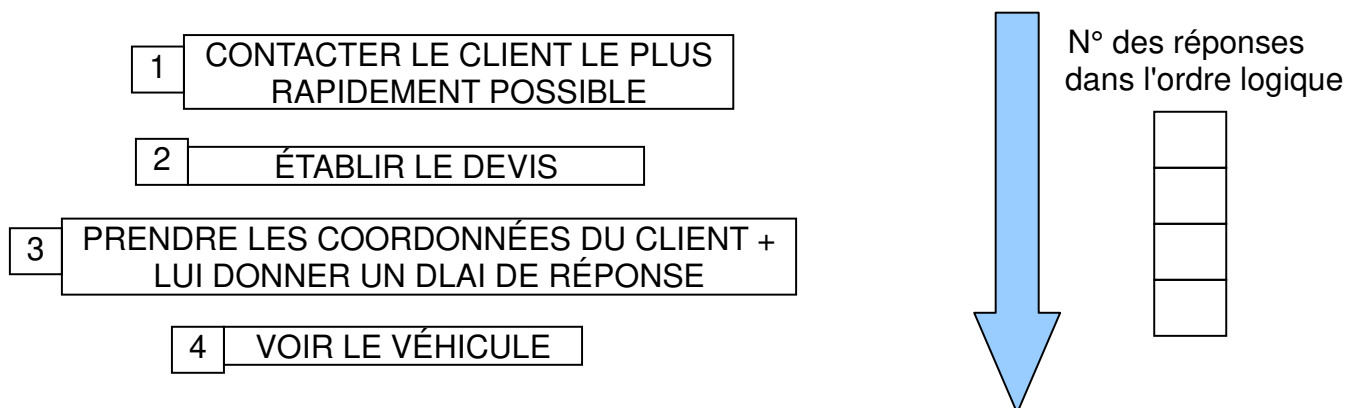 1
CONTACTER LE CLIENT LE PLUS
RAPIDEMENT POSSIBLE
2
ÉTABLIR LE DEVIS
3
PRENDRE LES COORDONNÉES DU CLIENT +
LUI DONNER UN DLAI DE RÉPONSE
4
VOIR LE VÉHICULE
N° des réponses
dans l'ordre logique